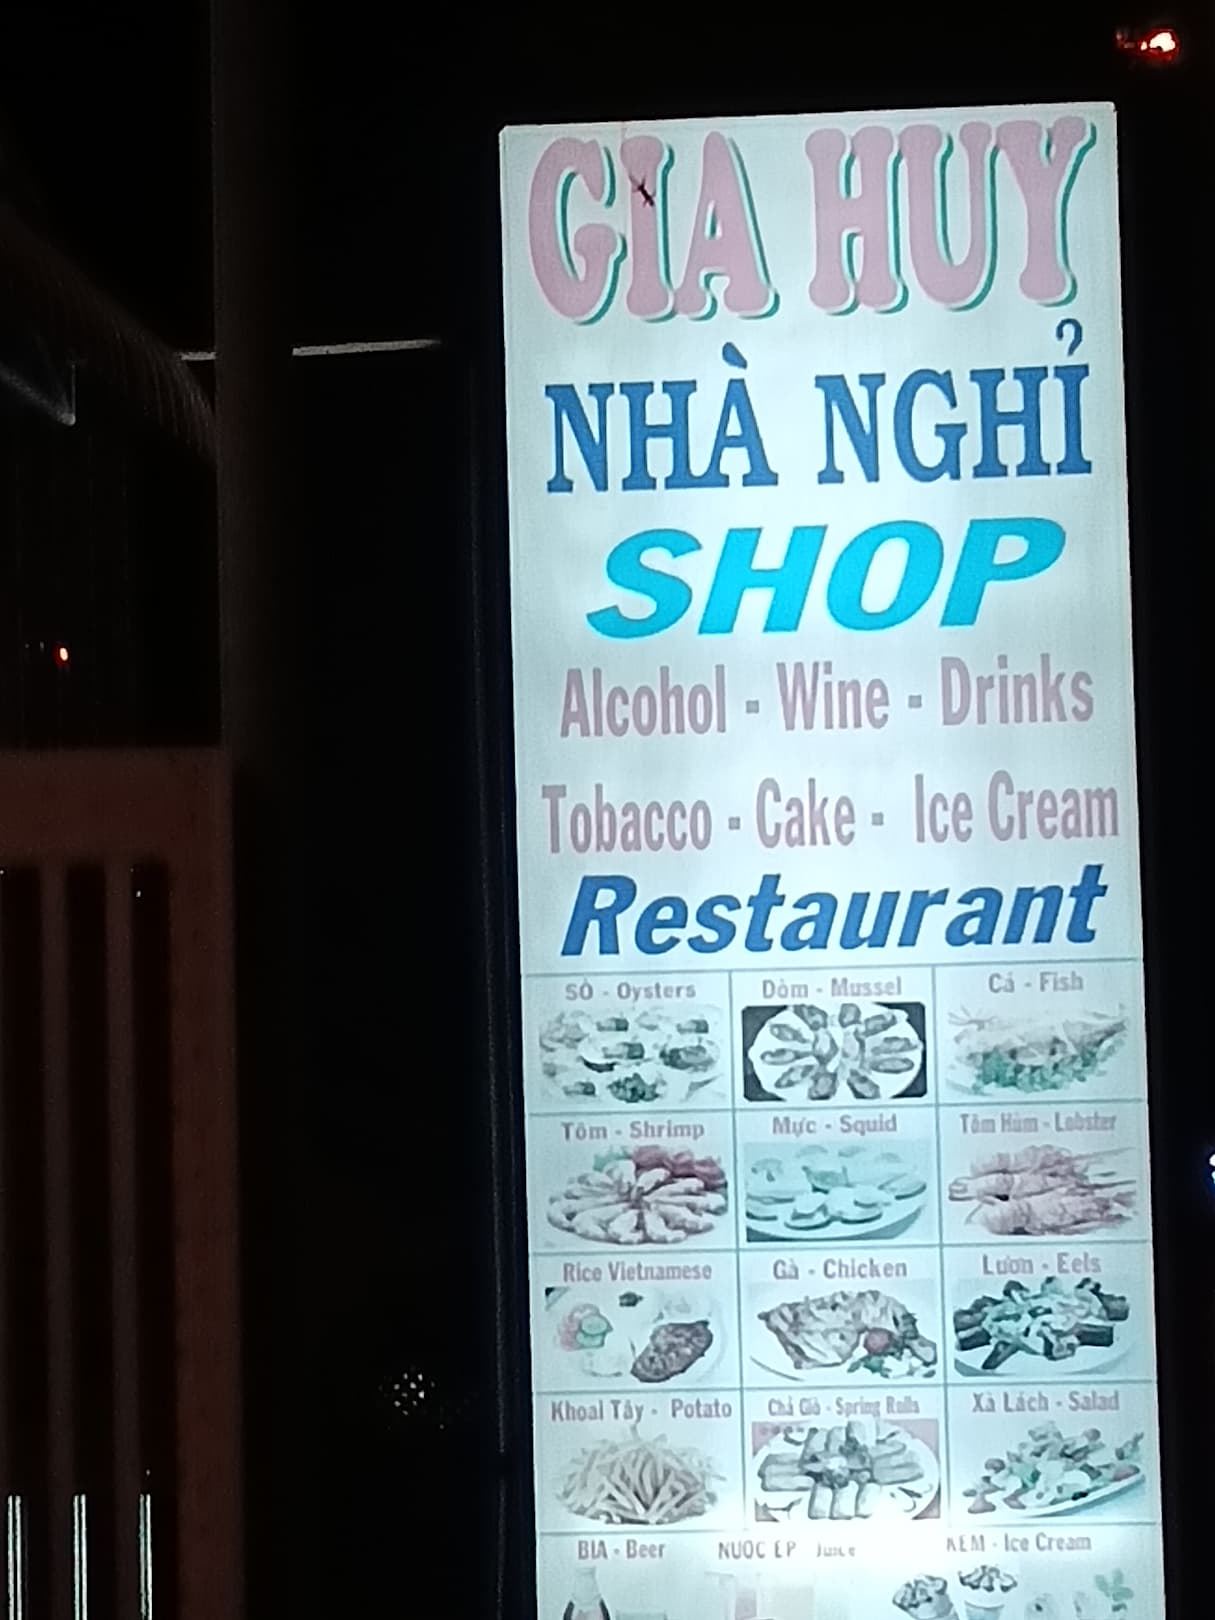 GIA HUY
NHÀ NGHỈ
SHOP
Alcohol - Wine - Drinks
Tobacco - Cake - Ice Cream
Restaurant
SÒ - Oysters
Dòm - Mussel
Cá - Fish
Tôm - Shrimp
Mực - Squid
Tôm Hùm - Lobster
Rice Vietnamese
Gà - Chicken
Lươn - Eels
Khoai Tây - Potato
Chả Giò - Spring Rolls
Xà Lách - Salad
BIA - Beer
NƯỚC ÉP Juice
KEM - Ice Cream